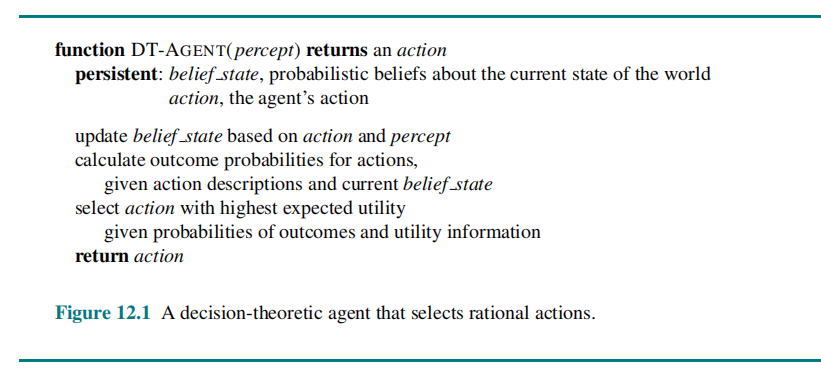 function DT-AGENT(percept) returns an action
persistent: belief_state, probabilistic beliefs about the current state of the world
action, the agent's action
update belief_state based on action and percept
calculate outcome probabilities for actions,
given action descriptions and current belief_state
select action with highest expected utility
given probabilities of outcomes and utility information
return action
Figure 12.1 A decision-theoretic agent that selects rational actions.